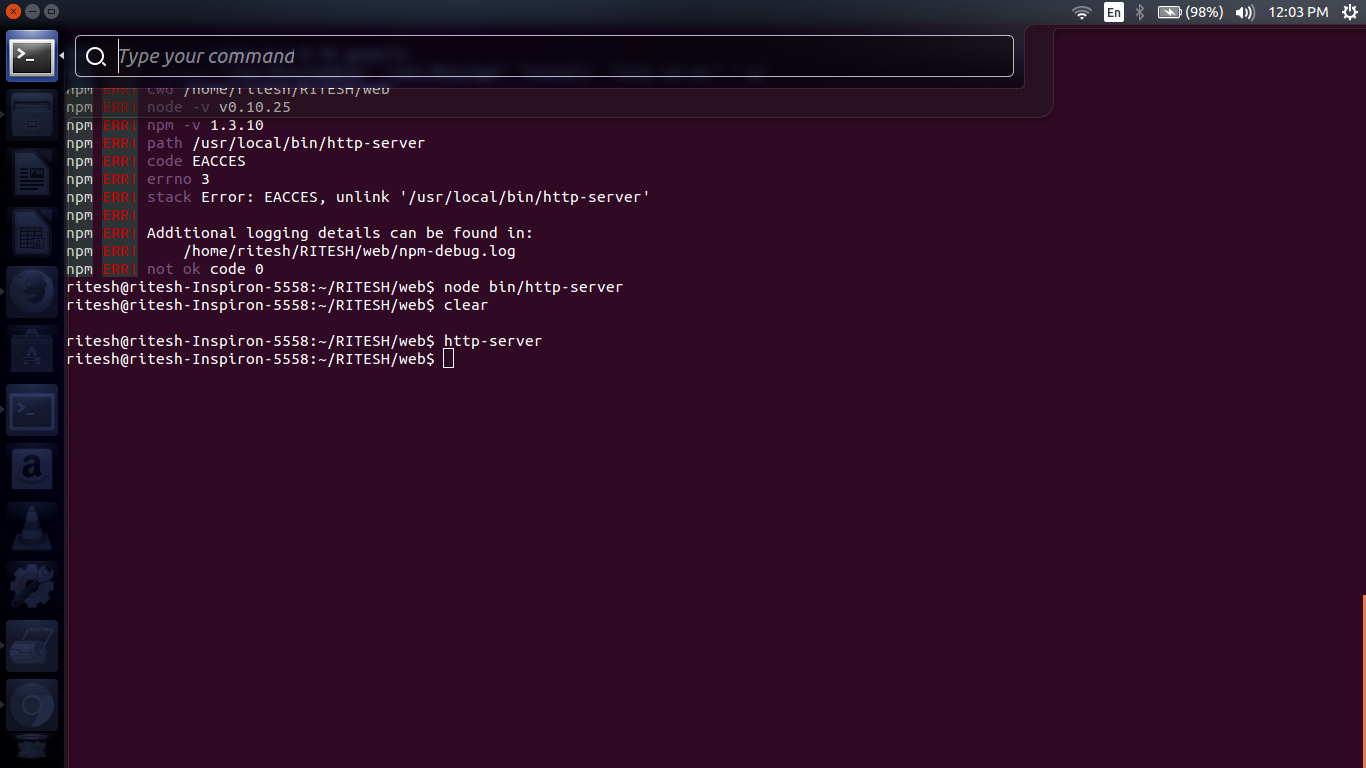 En (98%) 12:03 PM
Type your command
npm ERR! cwd /home/ritesh/RITESH/web
npm ERR! node -v v0.10.25
npm ERR! npm -v 1.3.10
npm ERR! path /usr/local/bin/http-server
npm ERR! code EACCES
npm ERR! errno 3
npm ERR! stack Error: EACCES, unlink '/usr/local/bin/http-server'
npm ERR!
npm ERR! Additional logging details can be found in:
npm ERR!     /home/ritesh/RITESH/web/npm-debug.log
npm ERR! not ok code 0
ritesh@ritesh-Inspiron-5558:~/RITESH/web$ node bin/http-server
ritesh@ritesh-Inspiron-5558:~/RITESH/web$ clear
ritesh@ritesh-Inspiron-5558:~/RITESH/web$ http-server
ritesh@ritesh-Inspiron-5558:~/RITESH/web$